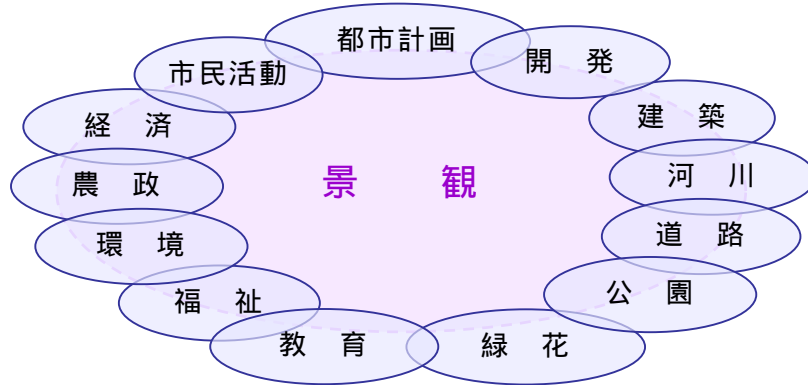 都市計画
市民活動
開 発
経 済
建 築
農 政
景 観
河 川
環 境
道 路
福 祉
公 園
教 育
緑 花